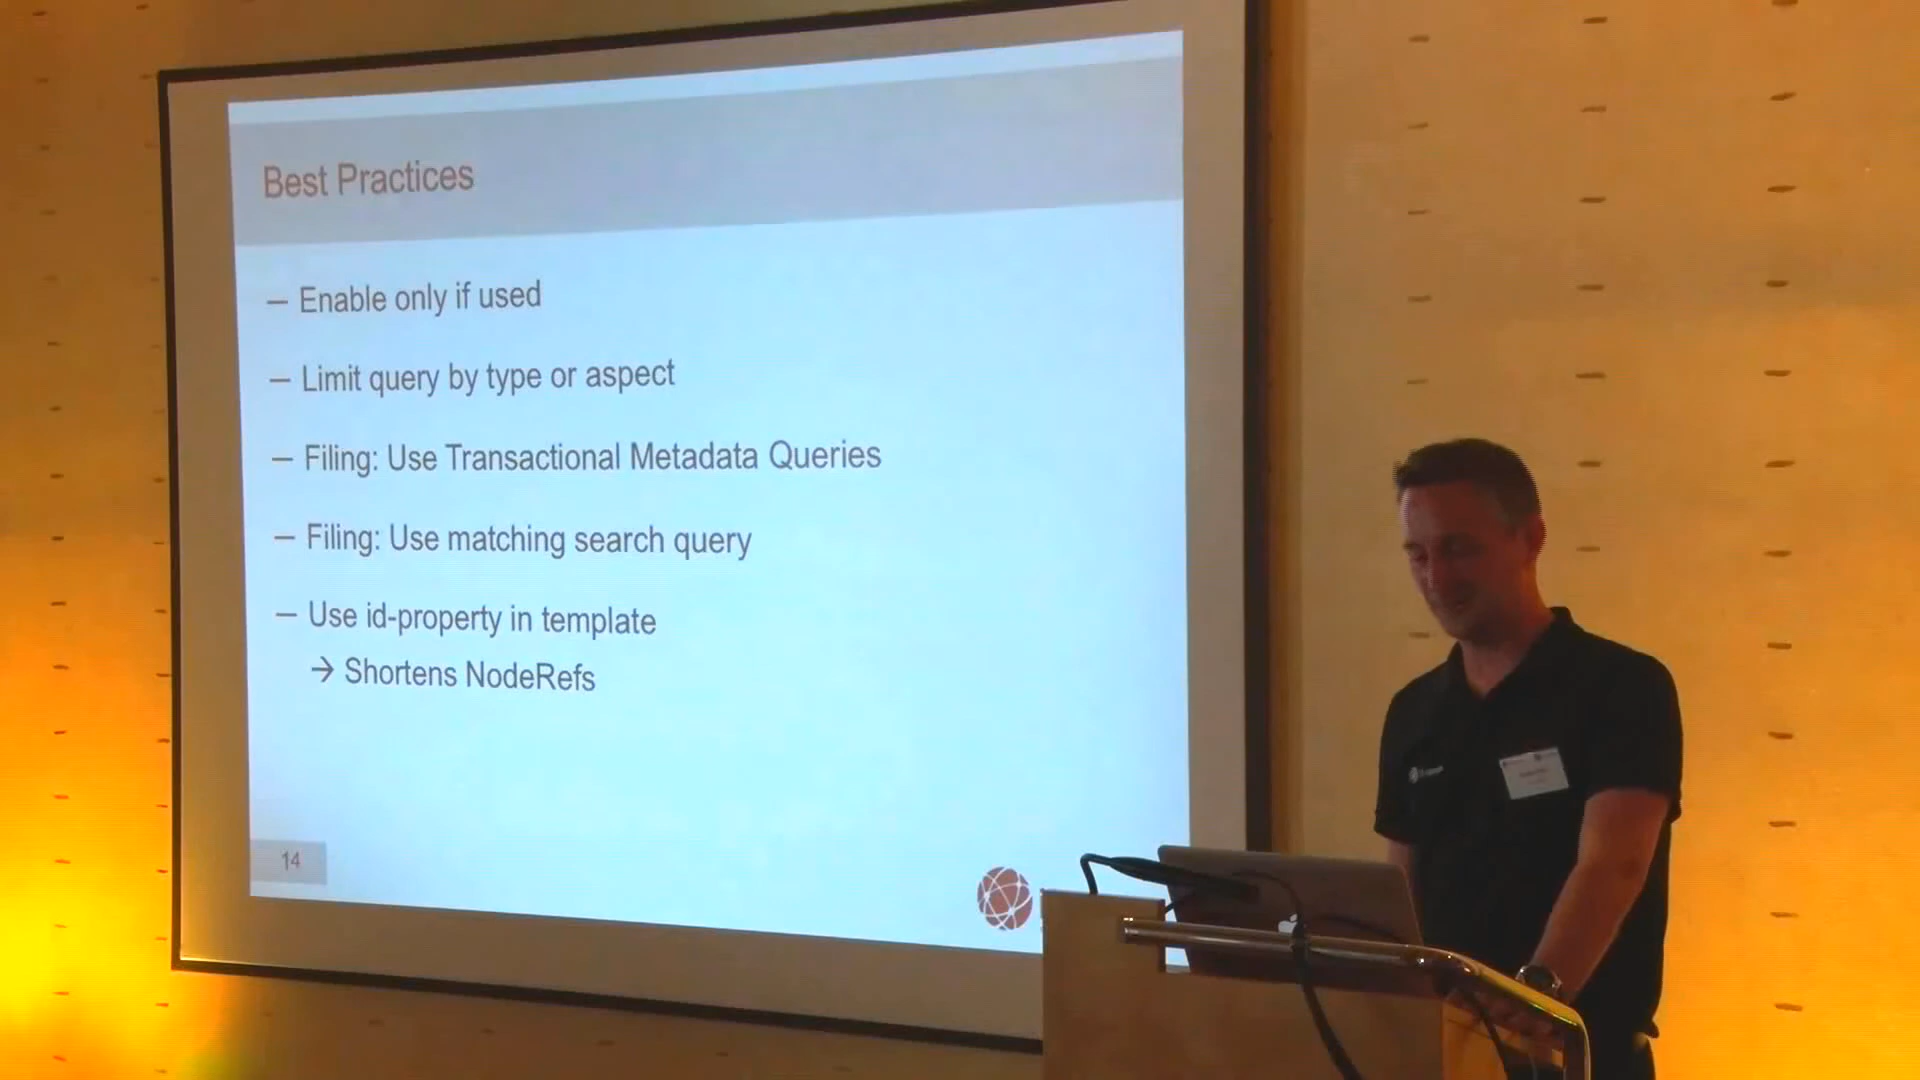 Best Practices
– Enable only if used
– Limit query by type or aspect
– Filing: Use Transactional Metadata Queries
– Filing: Use matching search query
– Use id-property in template
→ Shortens NodeRefs
14